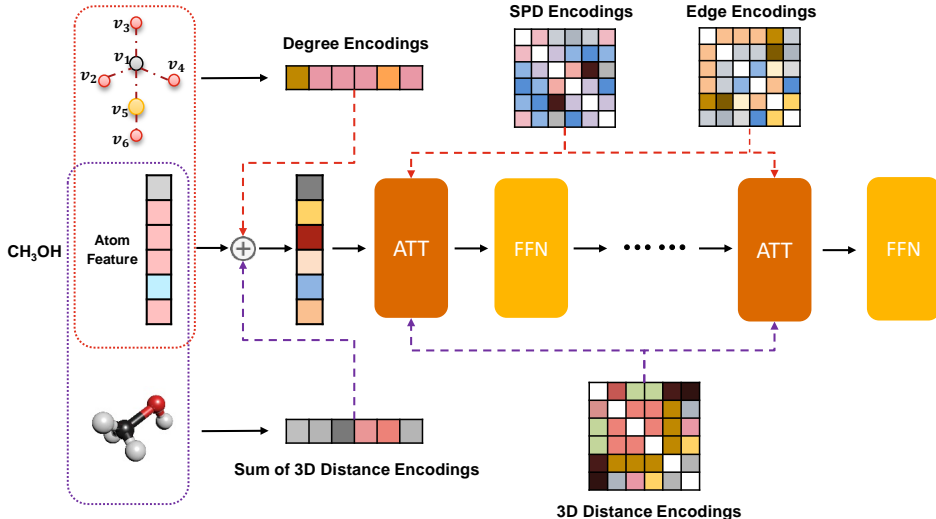 SPD Encodings
Edge Encodings
Degree Encodings
v₃
v₁
v₂
v₄
v₅
v₆
CH₃OH
Atom
Feature
ATT
FFN
ATT
FFN
Sum of 3D Distance Encodings
3D Distance Encodings